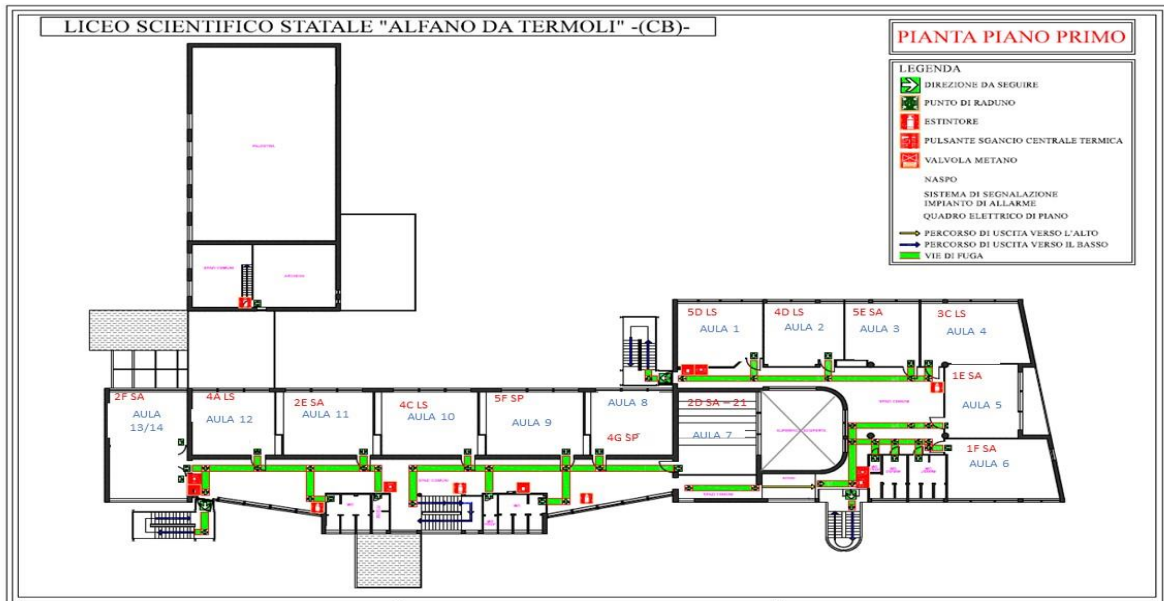 LICEO SCIENTIFICO STATALE "ALFANO DA TERMOLI" -(CB)-
PIANTA PIANO PRIMO
LEGENDA
DIREZIONE DA SEGUIRE
PUNTO DI RADUNO
ESTINTORE
PULSANTE SGANCIO CENTRALE TERMICA
VALVOLA METANO
NASPO
SISTEMA DI SEGNALAZIONE
IMPIANTO DI ALLARME
QUADRO ELETTRICO DI PIANO
PERCORSO DI USCITA VERSO L'ALTO
PERCORSO DI USCITA VERSO IL BASSO
VIE DI FUGA
5D LS
AULA 1
4D LS
AULA 2
5E SA
AULA 3
3C LS
AULA 4
1E SA
AULA 5
1F SA
AULA 6
2D SA – 21
AULA 7
AULA 8
4G SP
5F SP
AULA 9
4C LS
AULA 10
2E SA
AULA 11
4A LS
AULA 12
2F SA
AULA
13/14